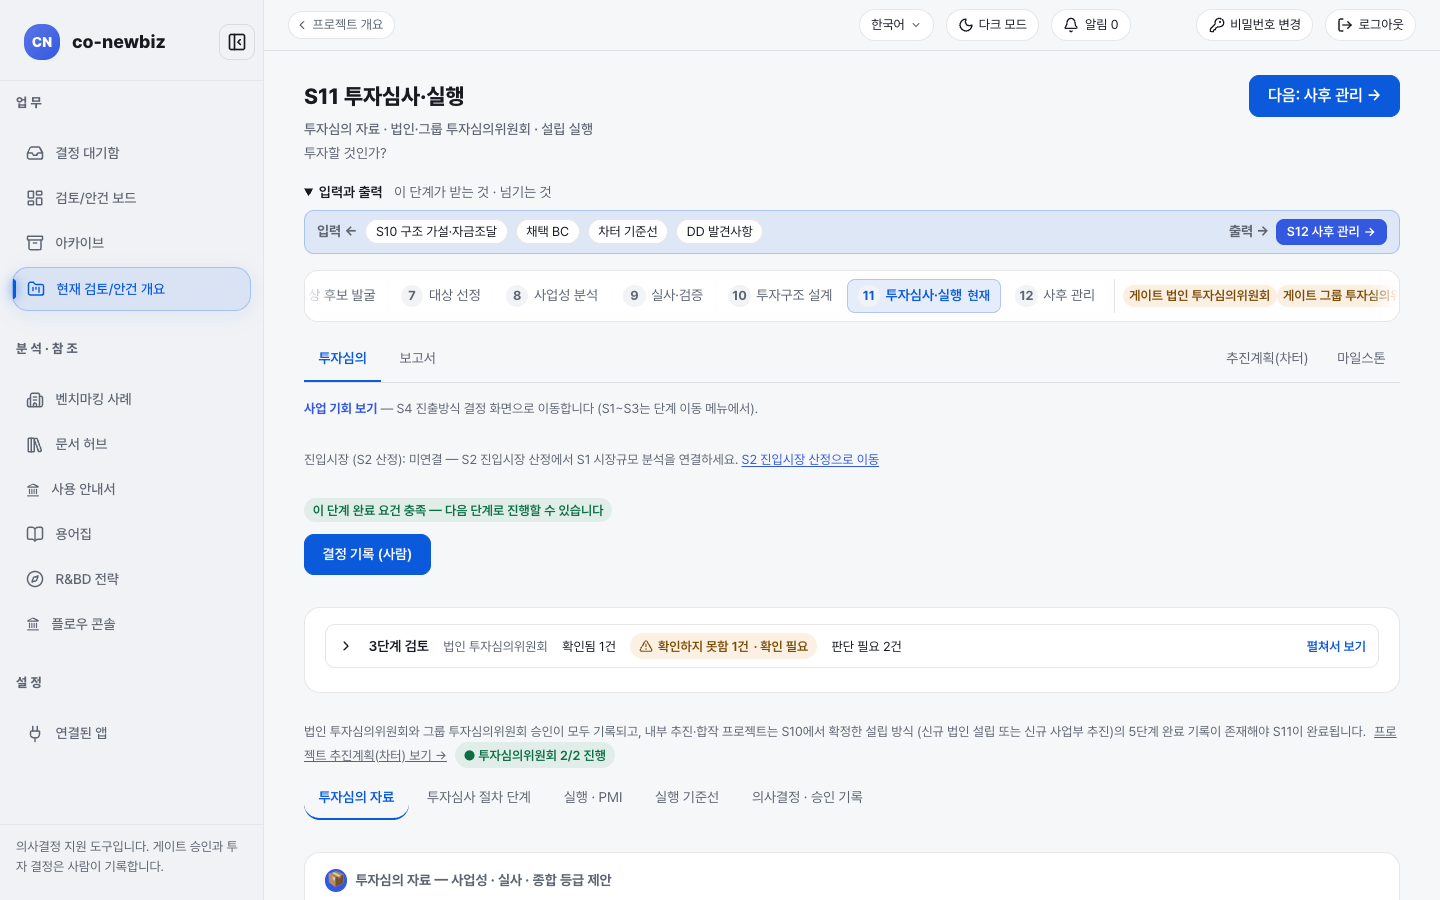 CN co-newbiz
업무
결정 대기함
검토/안건 보드
아카이브
현재 검토/안건 개요
분석·참조
벤치마킹 사례
문서 허브
사용 안내서
용어집
R&BD 전략
플로우 콘솔
설정
연결된 앱
의사결정 지원 도구입니다. 게이트 승인과 투
자 결정은 사람이 기록합니다.
프로젝트 개요
한국어
다크 모드
알림 0
비밀번호 변경
로그아웃
S11 투자심사·실행
다음: 사후 관리 →
투자심의 자료 · 법인·그룹 투자심의위원회 · 설립 실행
투자할 것인가?
▼ 입력과 출력 이 단계가 받는 것 · 넘기는 것
입력 ← S10 구조 가설·자금조달 채택 BC 차터 기준선 DD 발견사항 출력 → S12 사후 관리 →
상 후보 발굴 7 대상 선정 8 사업성 분석 9 실사·검증 10 투자구조 설계 11 투자심사·실행 현재 12 사후 관리 게이트 법인 투자심의위원회 게이트 그룹 투자심의
투자심의 보고서 추진계획(차터) 마일스톤
사업 기회 보기 — S4 진출방식 결정 화면으로 이동합니다 (S1~S3는 단계 이동 메뉴에서).
진입시장 (S2 산정): 미연결 — S2 진입시장 산정에서 S1 시장규모 분석을 연결하세요. S2 진입시장 산정으로 이동
이 단계 완료 요건 충족 — 다음 단계로 진행할 수 있습니다
결정 기록 (사람)
3단계 검토 법인 투자심의위원회 확인됨 1건 확인하지 못함 1건 · 확인 필요 판단 필요 2건 펼쳐서 보기
법인 투자심의위원회와 그룹 투자심의위원회 승인이 모두 기록되고, 내부 추진·합작 프로젝트는 S10에서 확정한 설립 방식 (신규 법인 설립 또는 신규 사업부 추진)의 5단계 완료 기록이 존재해야 S11이 완료됩니다. 프로
젝트 추진계획(차터) 보기 → ● 투자심의위원회 2/2 진행
투자심의 자료 투자심사 절차 단계 실행 · PMI 실행 기준선 의사결정 · 승인 기록
투자심의 자료 — 사업성 · 실사 · 종합 등급 제안